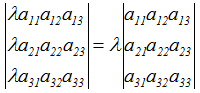 |λa₁₁a₁₂a₁₃| |a₁₁a₁₂a₁₃|
|λa₂₁a₂₂a₂₃| = λ |a₂₁a₂₂a₂₃|
|λa₃₁a₃₂a₃₃| |a₃₁a₃₂a₃₃|